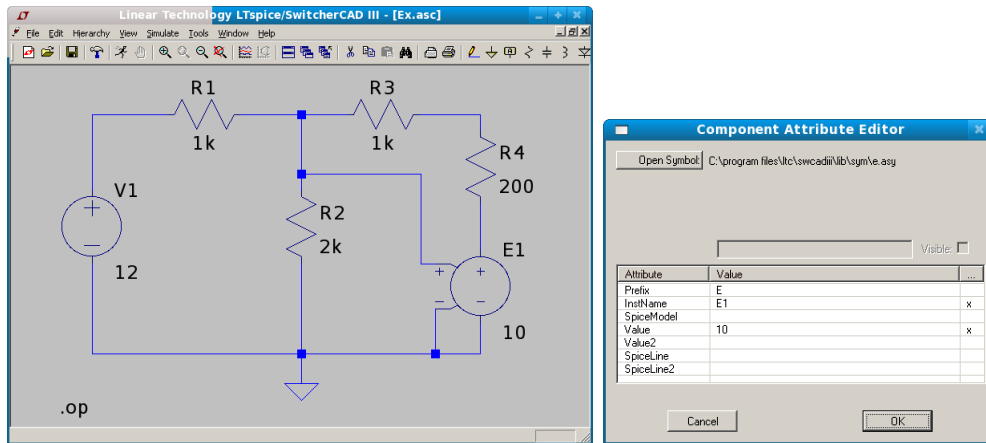 Linear Technology LTspice/SwitcherCAD III - [Ex.asc]
File Edit Hierarchy View Simulate Tools Window Help
R1
1k
R3
1k
R4
200
V1
12
R2
2k
E1
10
.op
Component Attribute Editor
Open Symbol: C:\program files\ltc\swcadiii\lib\sym\e.asy
Visible:
Attribute Value ...
Prefix E
InstName E1 x
SpiceModel
Value 10 x
Value2
SpiceLine
SpiceLine2
Cancel OK